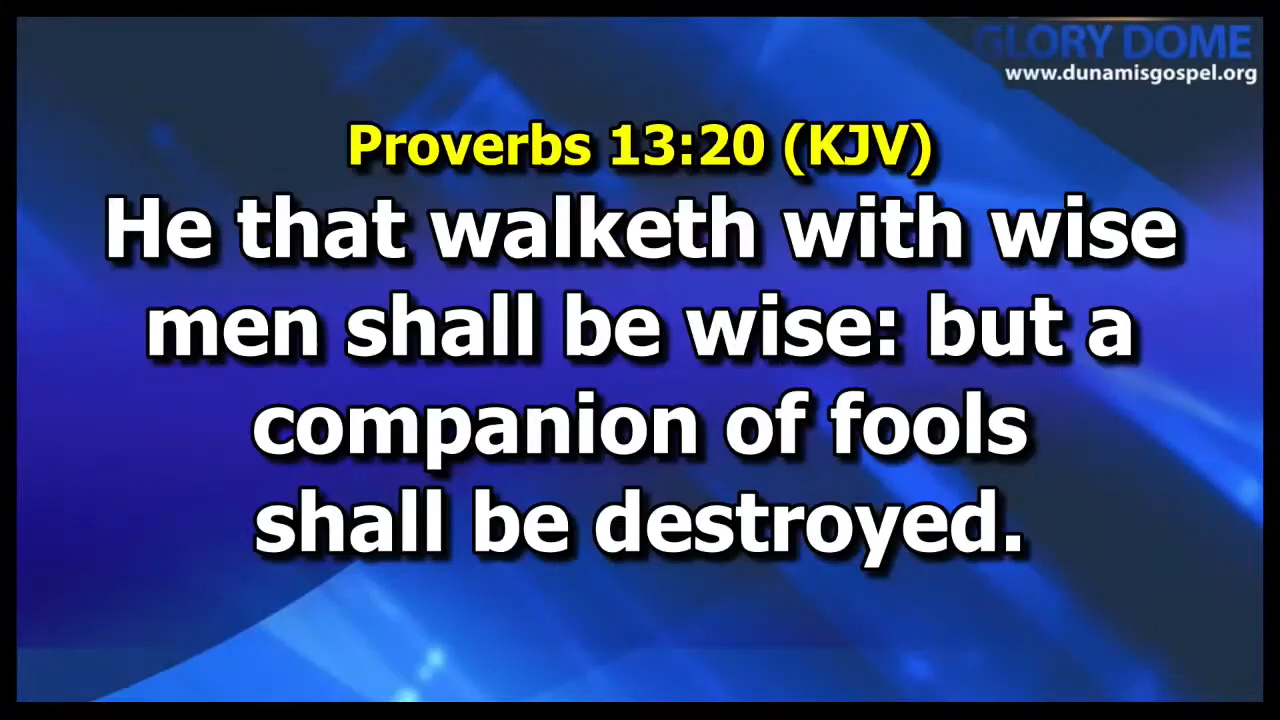 GLORY DOME
www.dunamisgospel.org
Proverbs 13:20 (KJV)
He that walketh with wise
men shall be wise: but a
companion of fools
shall be destroyed.